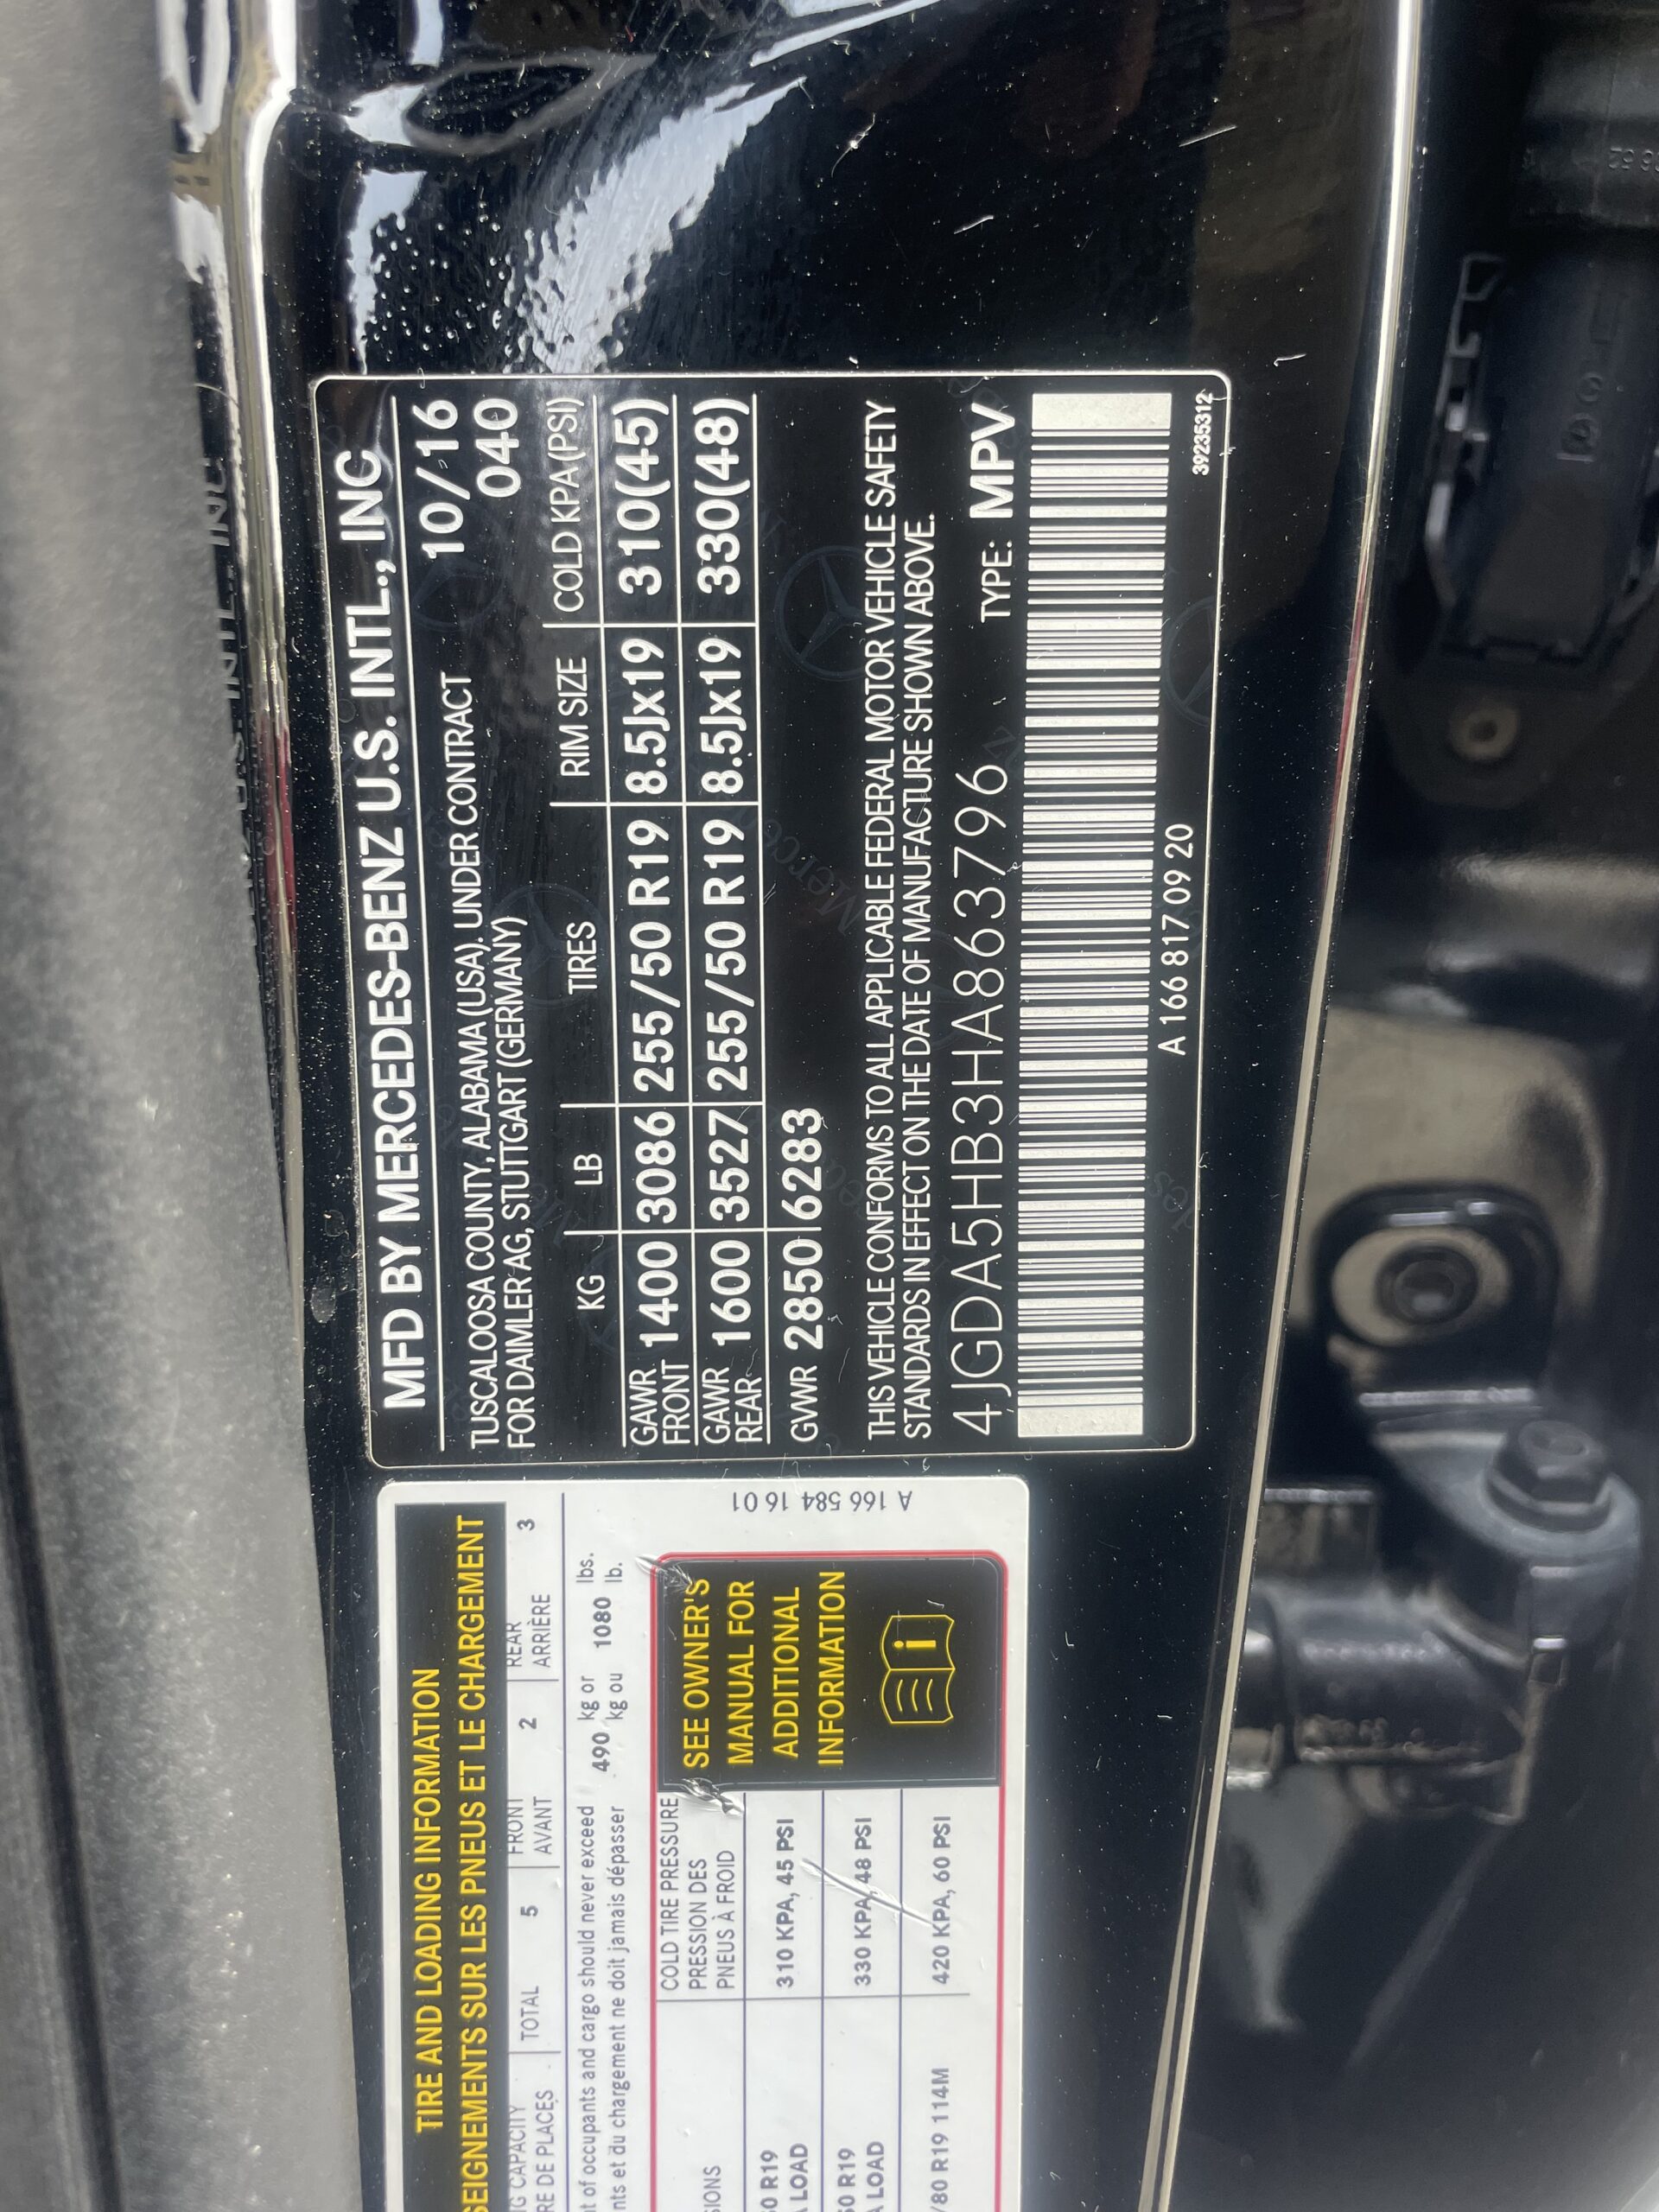 MFD BY MERCEDES-BENZ U.S. INTL., INC
TUSCALOOSA COUNTY, ALABAMA (USA). UNDER CONTRACT 10/16
FOR DAIMLER AG, STUTTGART (GERMANY) 040
KG LB TIRES RIM SIZE COLD KPA(PSI)
GAWR FRONT 1400 3086 255/50 R19 8.5Jx19 310(45)
GAWR REAR 1600 3527 255/50 R19 8.5Jx19 330(48)
GWWR 2850 6283
THIS VEHICLE CONFORMS TO ALL APPLICABLE FEDERAL MOTOR VEHICLE SAFETY
STANDARDS IN EFFECT ON THE DATE OF MANUFACTURE SHOWN ABOVE.
4JGDA5HB3HA863796 TYPE: MPV
A 166 817 09 20
39235312
TIRE AND LOADING INFORMATION
SEIGNEMENTS SUR LES PNEUS ET LE CHARGEMENT
G CAPACITY TOTAL 5 FRONT 2 REAR 3
RE DE PLACES AVANT ARRIÈRE
t of occupants and cargo should never exceed 490 kg or 1080 lbs.
nts et du chargement ne doit jamais dépasser kg ou lb.
SIONS
COLD TIRE PRESSURE
PRESSION DES
PNEUS À FROID
0 R19
LOAD
310 KPA, 45 PSI
50 R19
LOAD
330 KPA, 48 PSI
/80 R19 114M 420 KPA, 60 PSI
SEE OWNER'S
MANUAL FOR
ADDITIONAL
INFORMATION
A 166 584 16 01